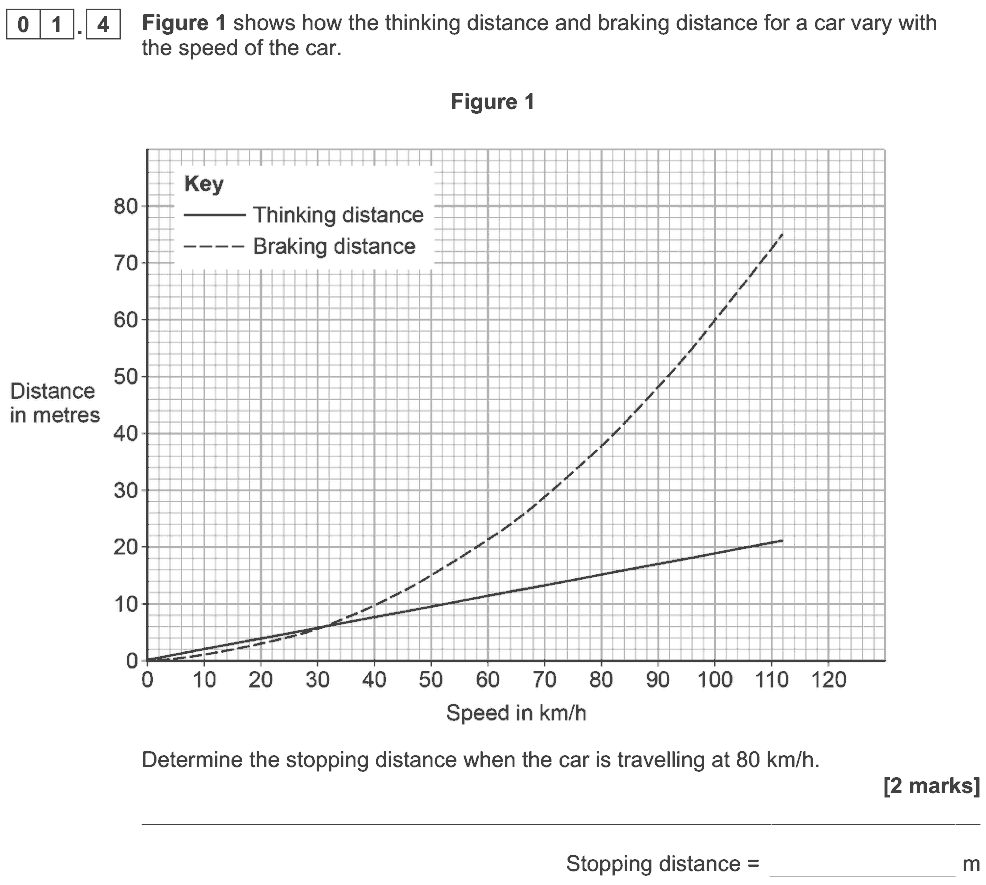 0 1 . 4 Figure 1 shows how the thinking distance and braking distance for a car vary with
the speed of the car.
Figure 1
Key
Thinking distance
Braking distance
80
70
60
50
40
30
20
10
0
Distance
in metres
0 10 20 30 40 50 60 70 80 90 100 110 120
Speed in km/h
Determine the stopping distance when the car is travelling at 80 km/h.
[2 marks]
Stopping distance = m